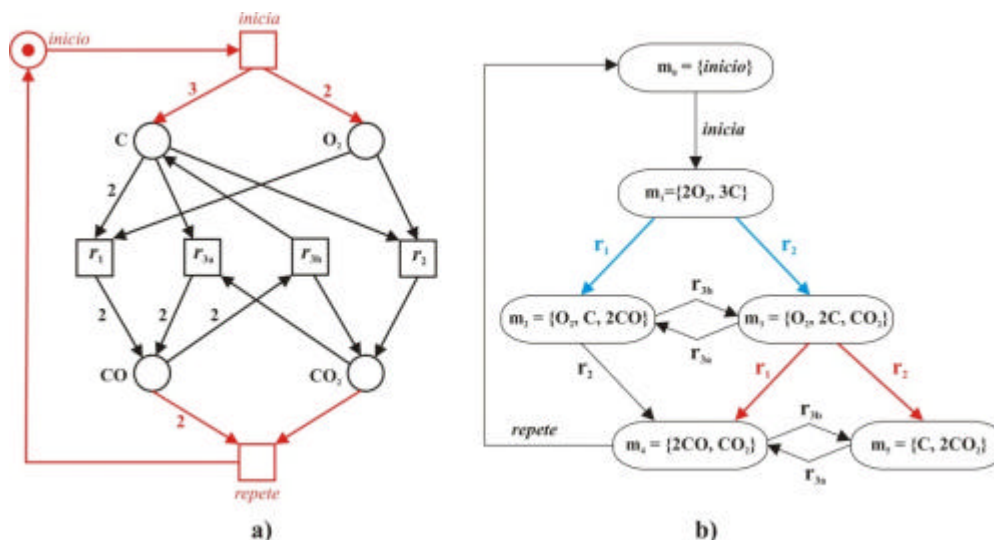 inicio
inicia
3
2
C
O₂
2
r₁
r₃ₐ
r₃b
r₂
2
2
2
CO
CO₂
2
repete
a)
m₀ = {inicio}
inicia
m₁={2O₂, 3C}
r₁
r₂
r₃b
m₂ = {O₂, C, 2CO}
m₃ = {O₂, 2C, CO₂}
r₃ₐ
r₂
r₁
r₂
repete
r₃b
m₄ = {2CO, CO₂}
m₅ = {C, 2CO₂}
r₃ₐ
b)